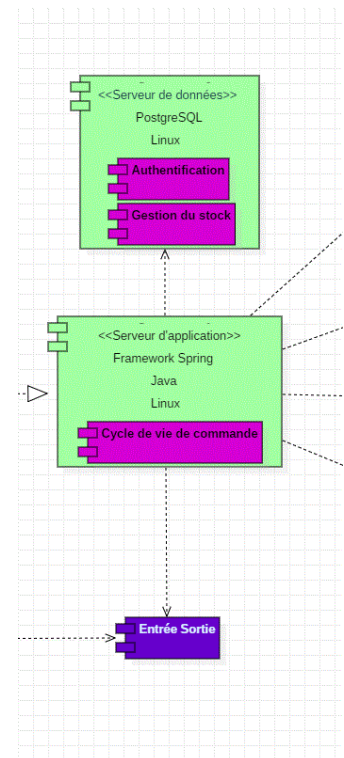 <<Serveur de données>>
PostgreSQL
Linux
Authentification
Gestion du stock
<<Serveur d'application>>
Framework Spring
Java
Linux
Cycle de vie de commande
Entrée Sortie